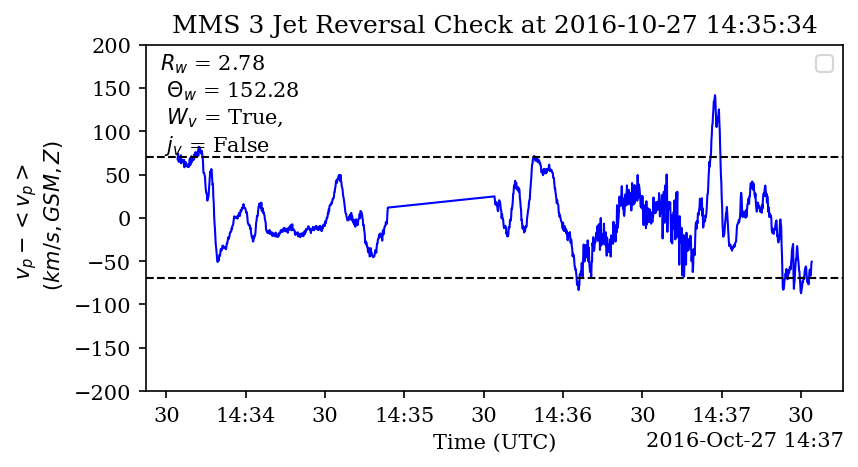 MMS 3 Jet Reversal Check at 2016-10-27 14:35:34
R_w = 2.78
Θ_w = 152.28
W_v = True,
j_v = False
v_p − <v_p>
(km/s, GSM, Z)
200
150
100
50
0
−50
−100
−150
−200
30 14:34 30 14:35 30 14:36 30 14:37 30
Time (UTC)
2016-Oct-27 14:37